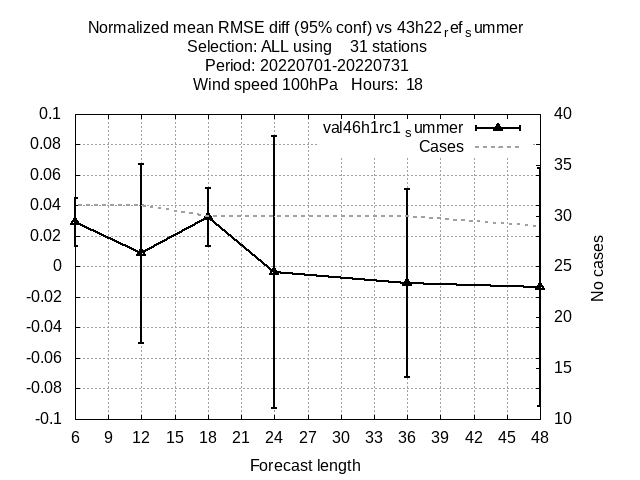 Normalized mean RMSE diff (95% conf) vs 43h22ref summer
Selection: ALL using 31 stations
Period: 20220701-20220731
Wind speed 100hPa Hours: 18
val46h1rc1summer
Cases
0.1
0.08
0.06
0.04
0.02
0
-0.02
-0.04
-0.06
-0.08
-0.1
40
35
30
25
20
15
10
No cases
6 9 12 15 18 21 24 27 30 33 36 39 42 45 48
Forecast length